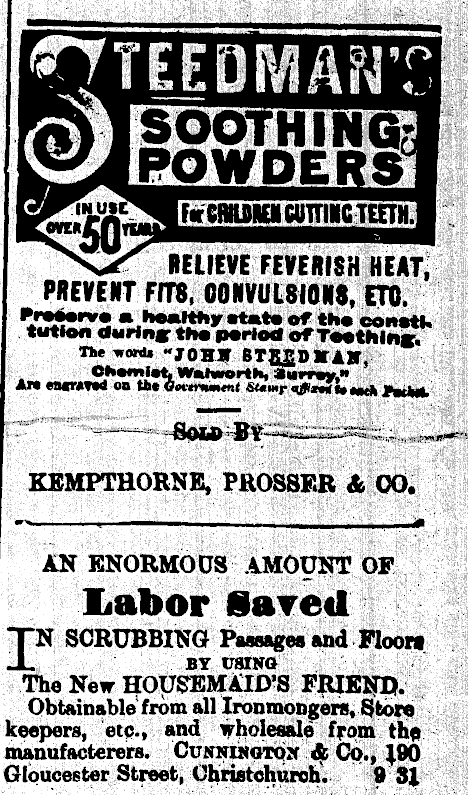 STEEDMAN'S
SOOTHING
POWDERS
IN USE
OVER 50 YEARS
For CHILDREN CUTTING TEETH.
RELIEVE FEVERISH HEAT,
PREVENT FITS, CONVULSIONS, ETC.
Preserve a healthy state of the consti-
tution during the period of Teething.
The words "JOHN STEEDMAN,
Chemist, Walworth, Surrey,"
Are engraved on the Government Stamp affixed to each Packet.
SOLD BY
KEMPTHORNE, PROSSER & CO.
AN ENORMOUS AMOUNT OF
Labor Saved
IN SCRUBBING Passages and Floors
BY USING
The New HOUSEMAID'S FRIEND.
Obtainable from all Ironmongers, Store
keepers, etc., and wholesale from the
manufacterers. CUNNINGTON & Co., 190
Gloucester Street, Christchurch. 9 31